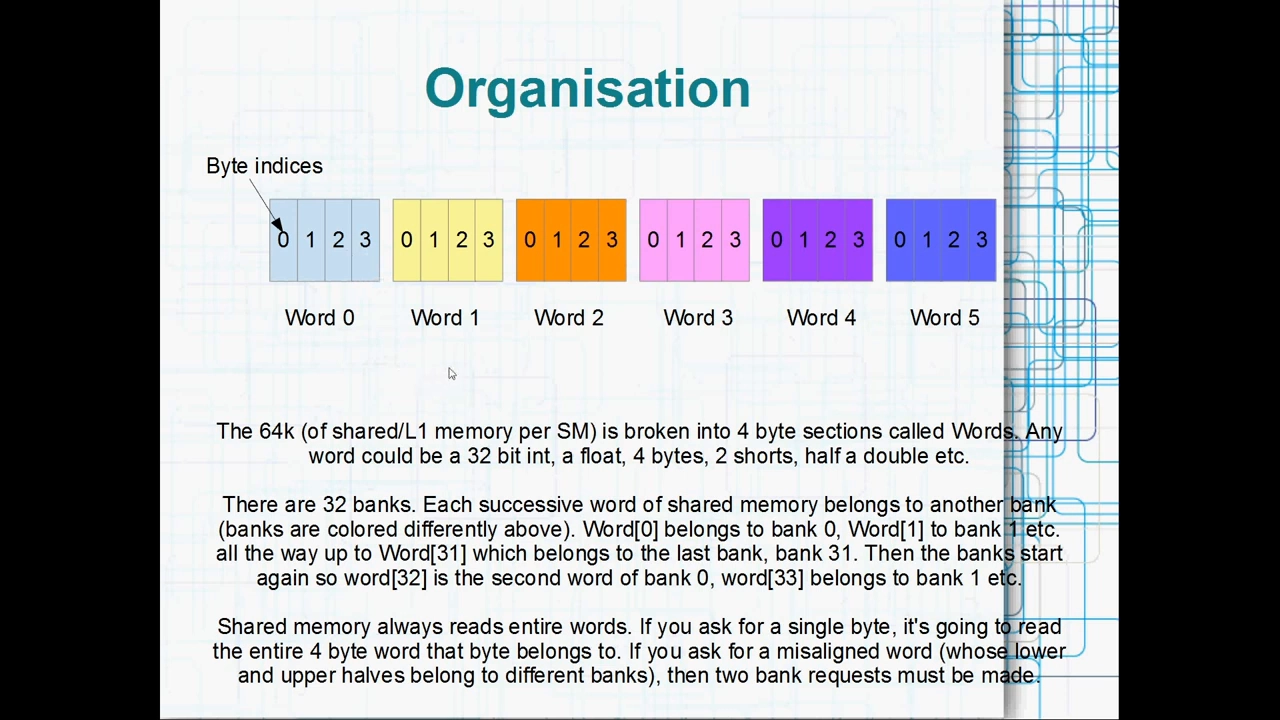 Organisation
Byte indices
0 1 2 3 0 1 2 3 0 1 2 3 0 1 2 3 0 1 2 3 0 1 2 3
Word 0 Word 1 Word 2 Word 3 Word 4 Word 5
The 64k (of shared/L1 memory per SM) is broken into 4 byte sections called Words. Any
word could be a 32 bit int, a float, 4 bytes, 2 shorts, half a double etc.
There are 32 banks. Each successive word of shared memory belongs to another bank
(banks are colored differently above). Word[0] belongs to bank 0, Word[1] to bank 1 etc.
all the way up to Word[31] which belongs to the last bank, bank 31. Then the banks start
again so word[32] is the second word of bank 0, word[33] belongs to bank 1 etc.
Shared memory always reads entire words. If you ask for a single byte, it's going to read
the entire 4 byte word that byte belongs to. If you ask for a misaligned word (whose lower
and upper halves belong to different banks), then two bank requests must be made.